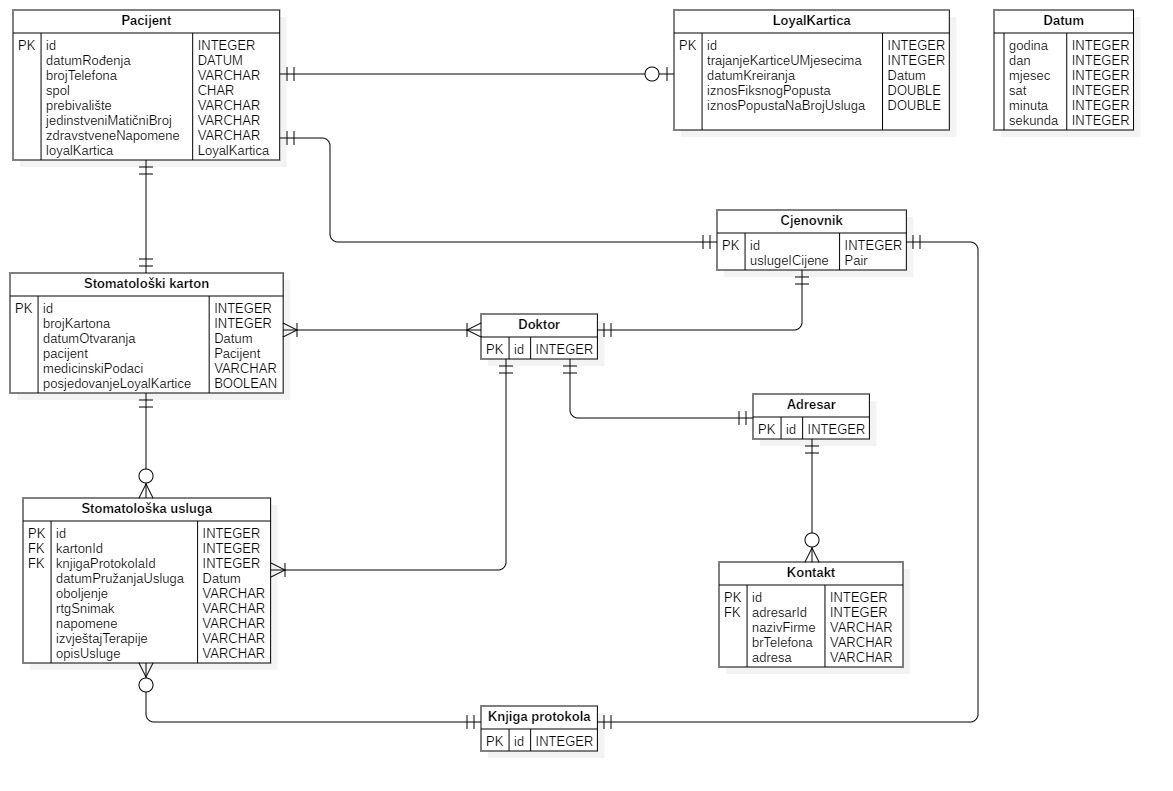 Pacijent
PK id INTEGER
datumRođenja DATUM
brojTelefona VARCHAR
spol CHAR
prebivalište VARCHAR
jedinstveniMatičniBroj VARCHAR
zdravstveneNapomene VARCHAR
loyalKartica LoyalKartica
LoyalKartica
PK id INTEGER
trajanjeKarticeUMjesecima INTEGER
datumKreiranja Datum
iznosFiksnogPopusta DOUBLE
iznosPopustaNaBrojUsluga DOUBLE
Datum
godina INTEGER
dan INTEGER
mjesec INTEGER
sat INTEGER
minuta INTEGER
sekunda INTEGER
Cjenovnik
PK id INTEGER
uslugeICijene Pair
Stomatološki karton
PK id INTEGER
brojKartona INTEGER
datumOtvaranja Datum
pacijent Pacijent
medicinskiPodaci VARCHAR
posjedovanjeLoyalKartice BOOLEAN
Doktor
PK id INTEGER
Adresar
PK id INTEGER
Stomatološka usluga
PK id INTEGER
FK kartonId INTEGER
FK knjigaProtokolaId INTEGER
datumPružanjaUsluga Datum
oboljenje VARCHAR
rtgSnimak VARCHAR
napomene VARCHAR
izvještajTerapije VARCHAR
opisUsluge VARCHAR
Kontakt
PK id INTEGER
FK adresarId INTEGER
nazivFirme VARCHAR
brTelefona VARCHAR
adresa VARCHAR
Knjiga protokola
PK id INTEGER